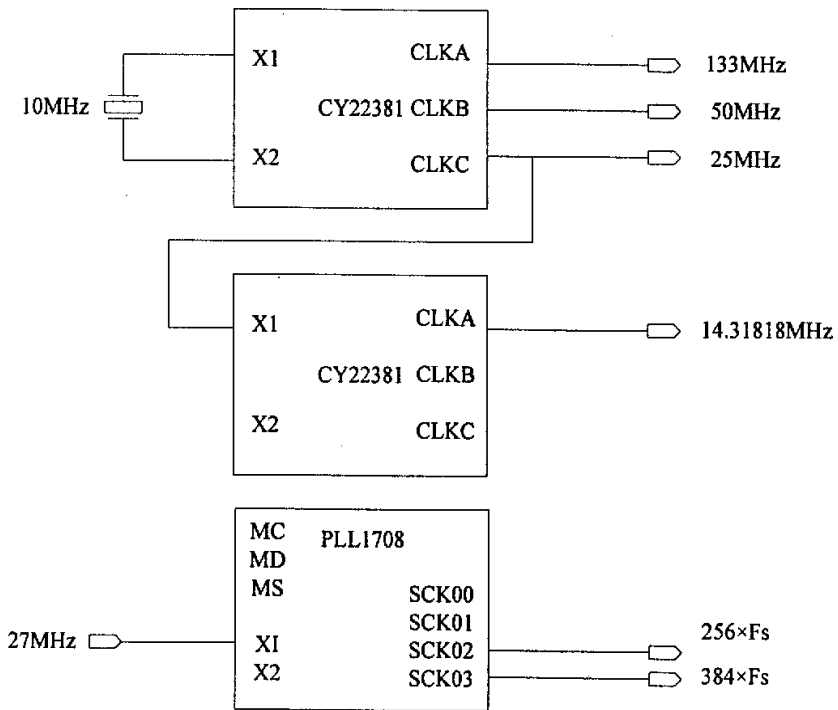 X1 CLKA 133MHz
10MHz CY22381 CLKB 50MHz
X2 CLKC 25MHz
X1 CLKA 14.31818MHz
CY22381 CLKB
X2 CLKC
MC PLL1708
MD
MS SCK00
SCK01
27MHz XI SCK02 256×Fs
X2 SCK03 384×Fs